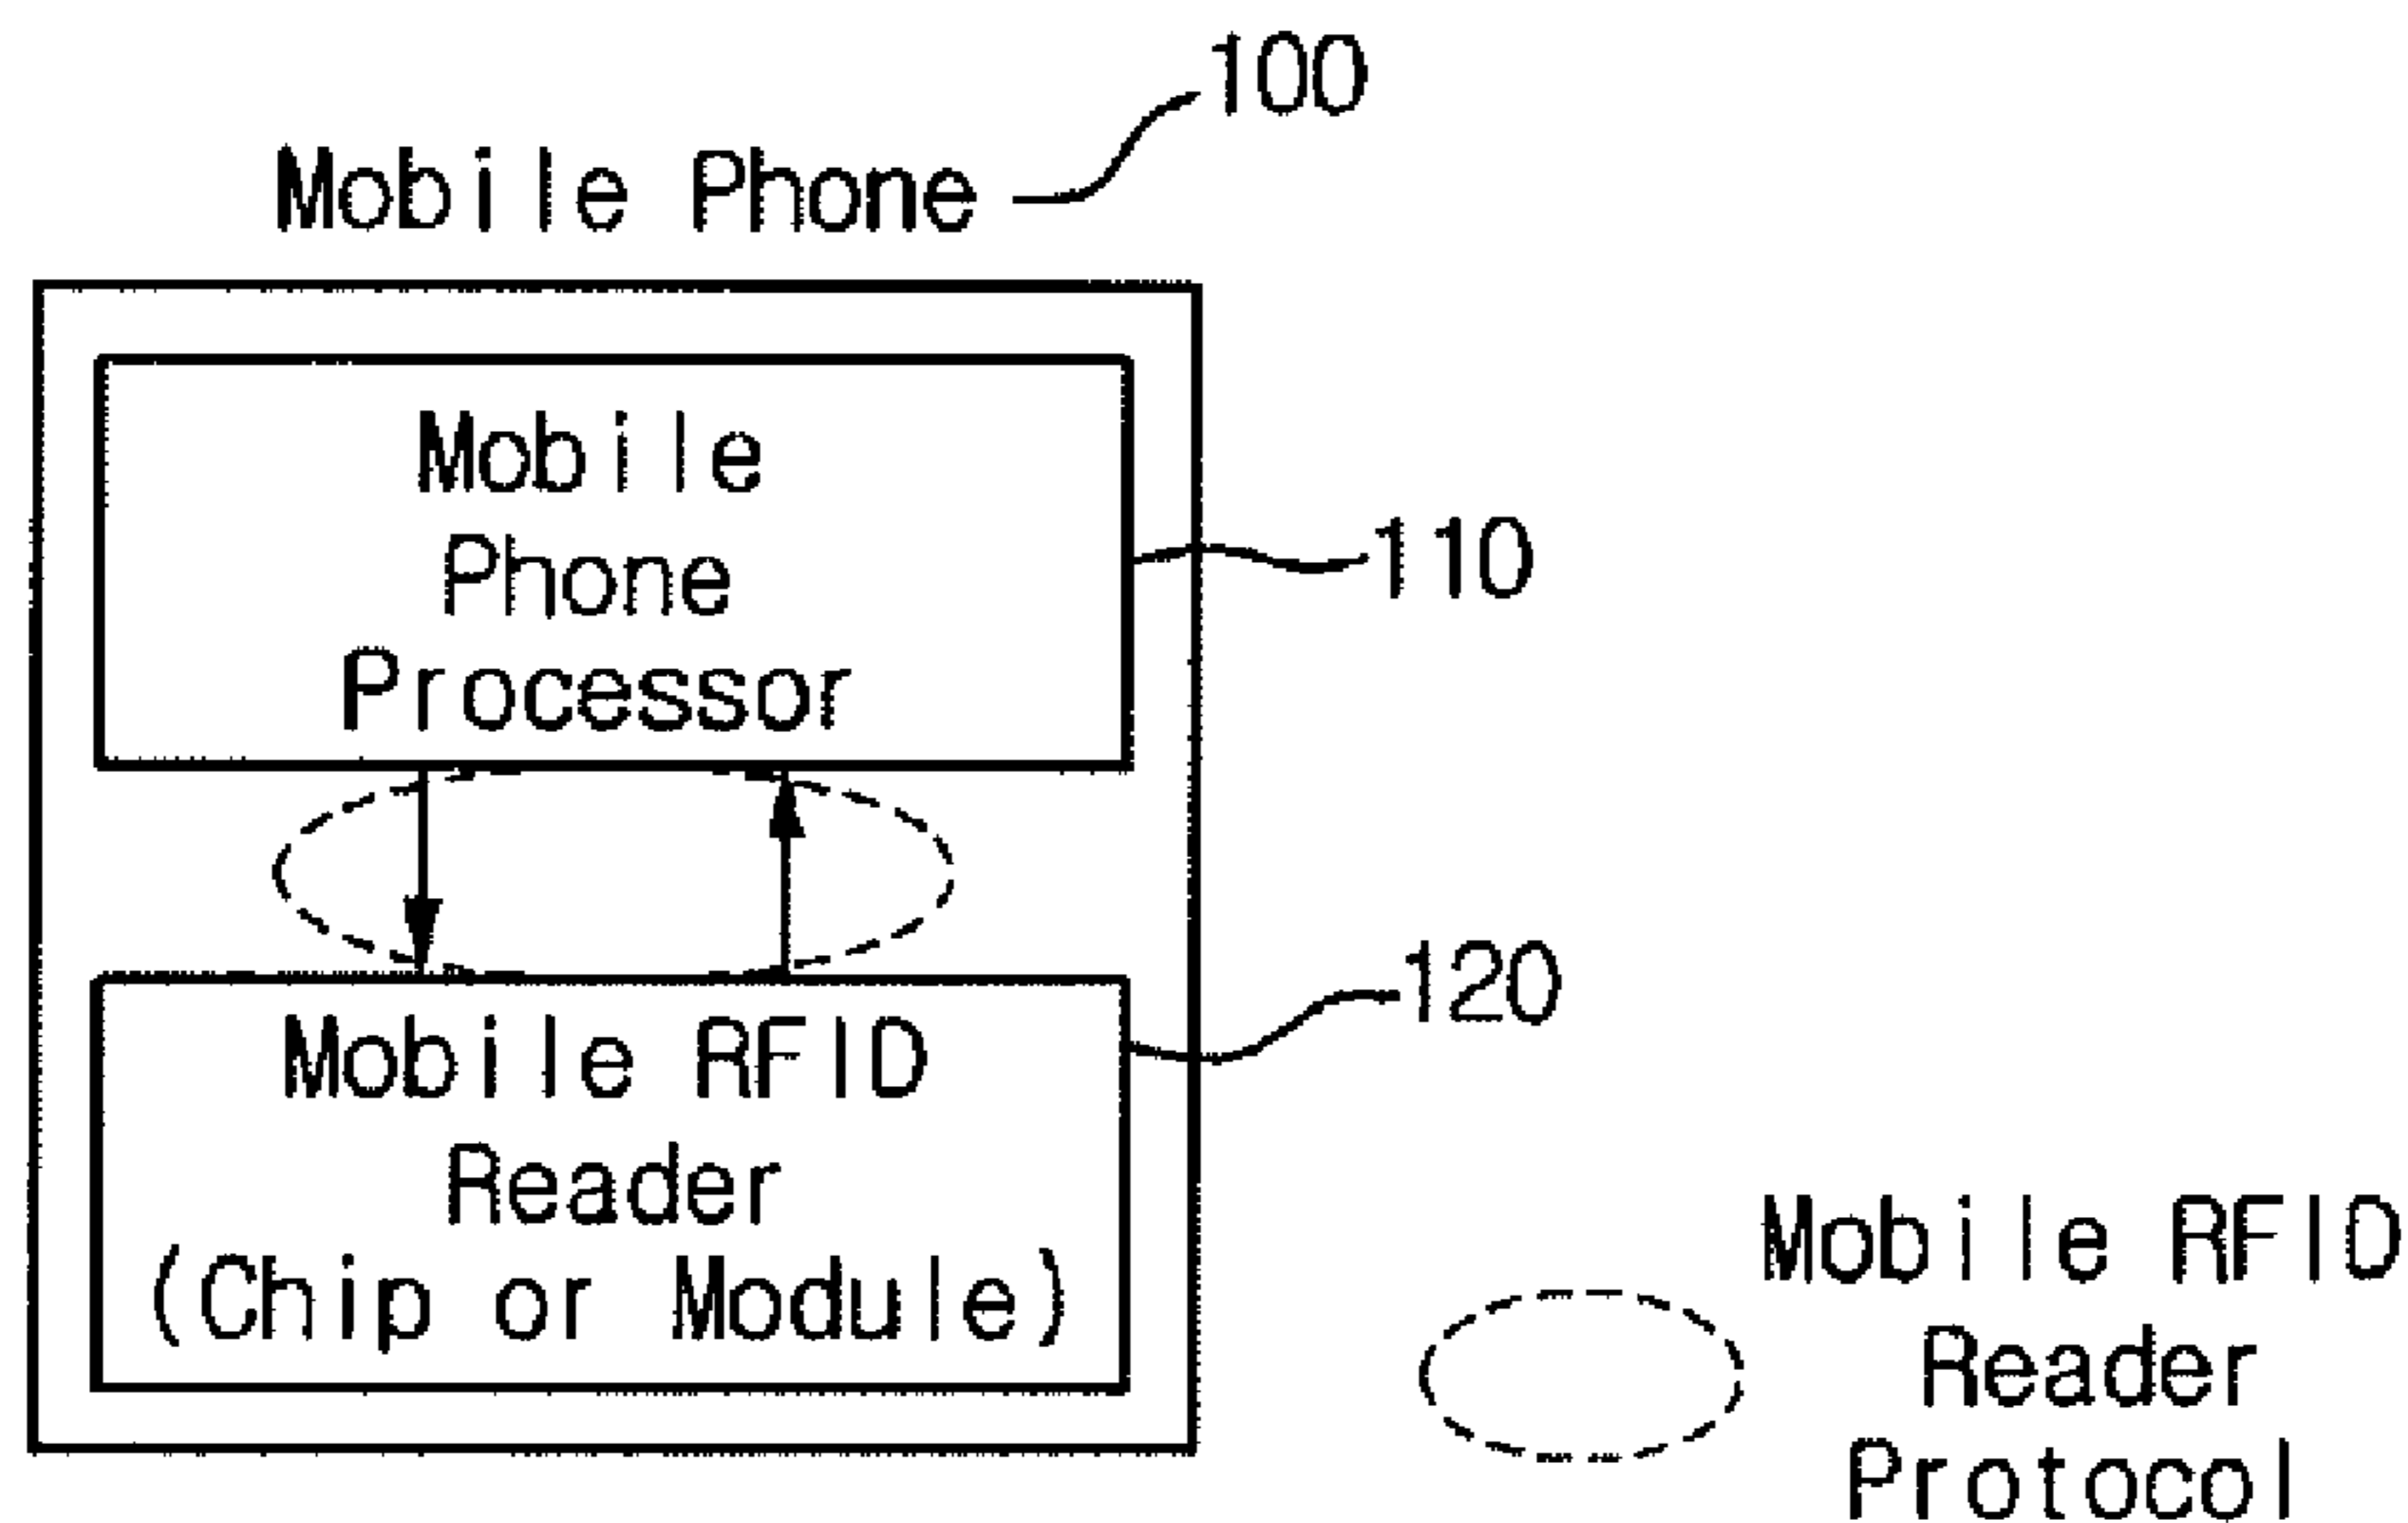 100
Mobile Phone
Mobile
Phone
Processor
110
120
Mobile RFID
Reader
(Chip or Module)
Mobile RFID
Reader
Protocol